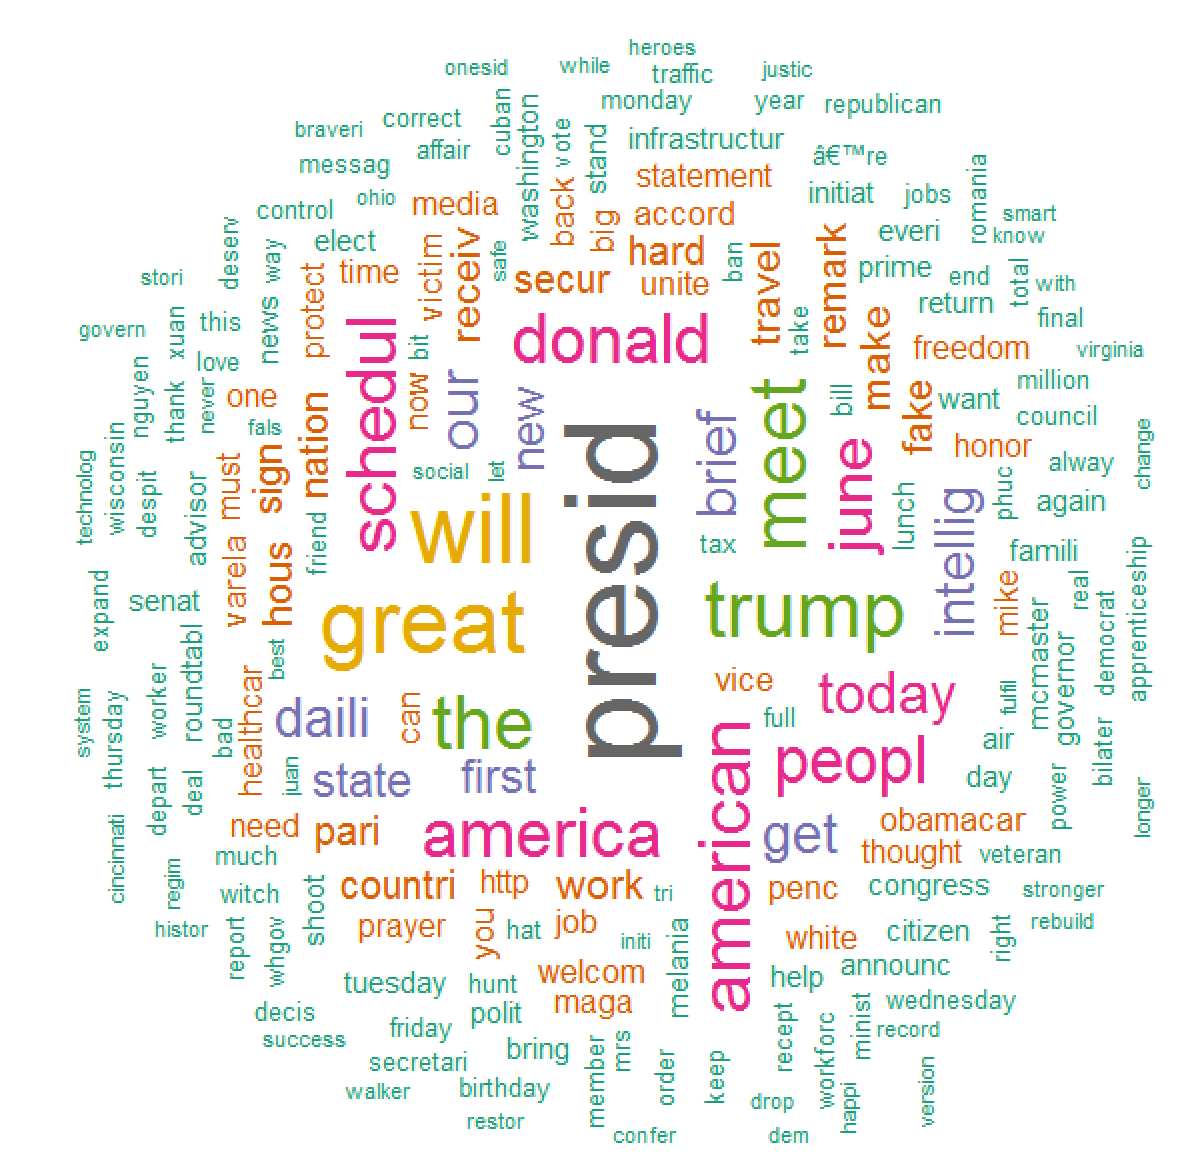 heroes
onesid
while
traffic
justic
monday
year
republican
braveri
correct
cuban
washington
vote
stand
infrastructur
affair
messag
â€™re
statement
romania
ohio
initiat
jobs
control
media
back
big
accord
smart
know
deserv
way
elect
victim
receiv
safe
hard
ban
travel
remark
everi
stori
news
protect
time
secur
unite
prime
end
total
with
return
xuan
this
govern
schedul
bit
donald
take
make
final
love
freedom
virginia
nguyen
thank
never
one
now
our
new
meet
bill
fake
want
million
council
fals
nation
brief
june
honor
change
wisconsin
technolog
despit
advisor
must
sign
social
let
presid
alway
phuc
again
intellig
lunch
will
tax
friend
varela
hous
famili
expand
senat
great
trump
mike
real
democrat
apprenticeship
best
mcmaster
governor
roundtabl
worker
vice
today
fulfil
system
thursday
bad
healthcar
daili
can
the
full
american
air
bilater
juan
state
first
peopl
day
power
longer
deal
depart
need
pari
america
get
obamacar
cincinnati
much
thought
veteran
regim
witch
shoot
countri
http
work
tri
penc
congress
stronger
histor
report
whgov
prayer
you
hat
job
initi
melania
white
citizen
right
rebuild
tuesday
hunt
welcom
maga
help
announc
decis
success
friday
polit
wednesday
record
recept
workforc
minist
secretari
bring
member
mrs
order
keep
walker
birthday
drop
happi
version
restor
confer
dem